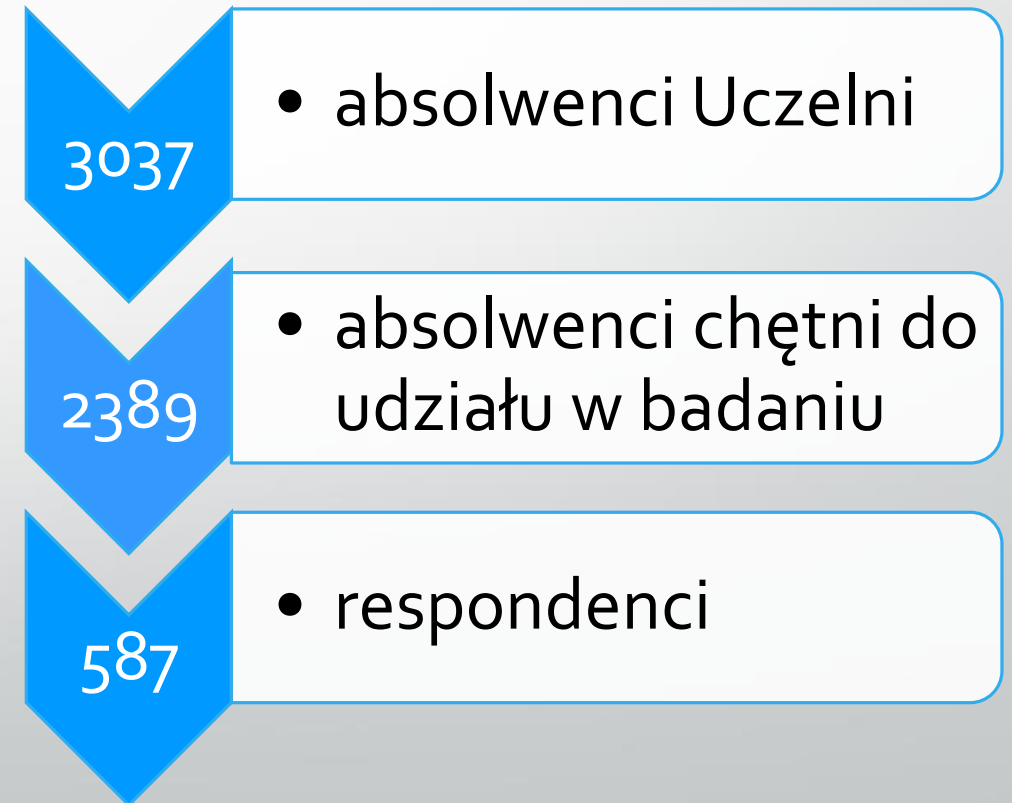 3037
• absolwenci Uczelni
2389
• absolwenci chętni do
udziału w badaniu
587
• respondenci